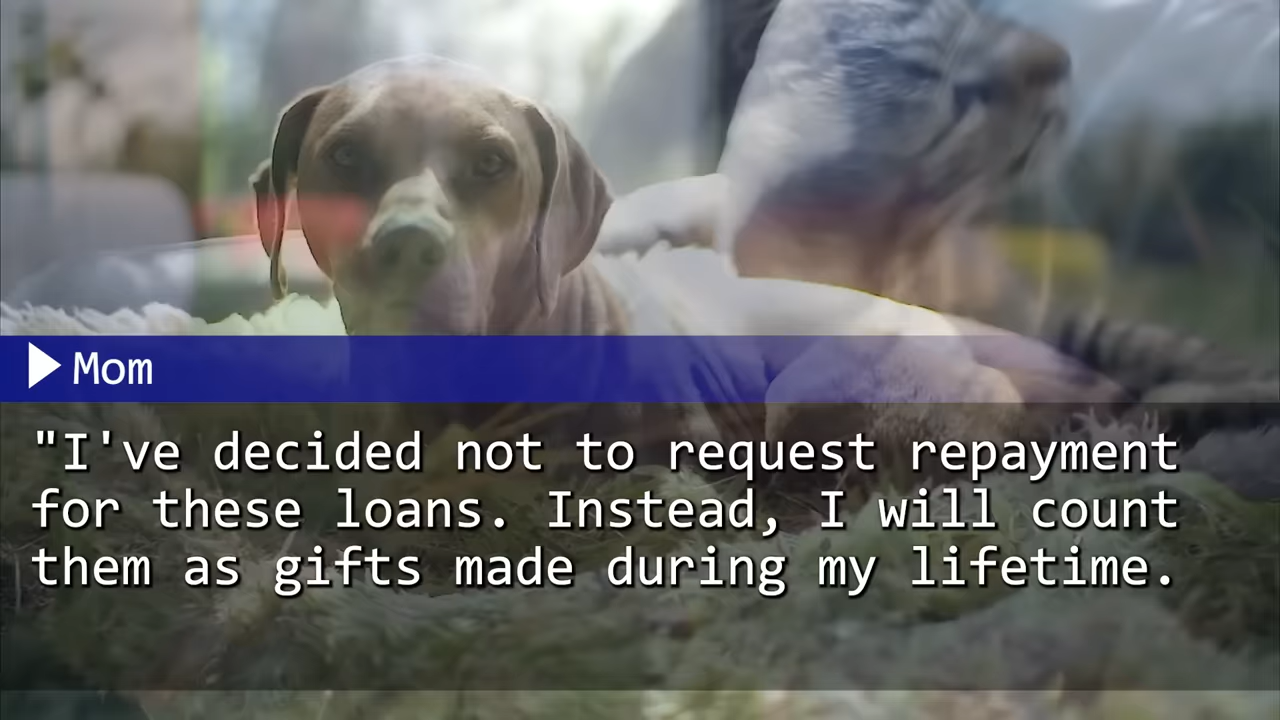 Mom
"I've decided not to request repayment
for these loans. Instead, I will count
them as gifts made during my lifetime.